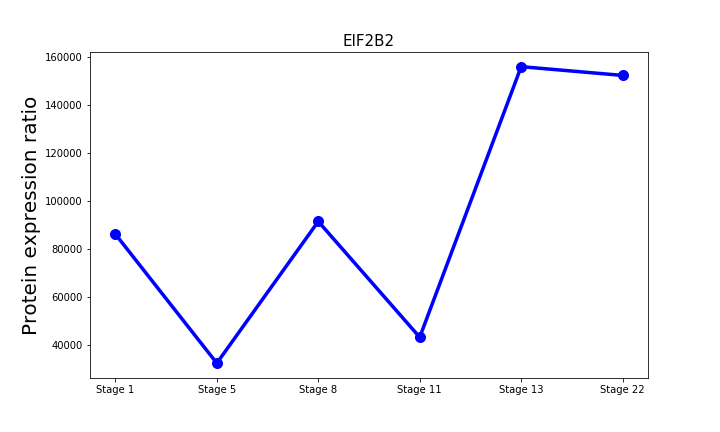 EIF2B2
Protein expression ratio
160000
140000
120000
100000
80000
60000
40000
Stage 1 Stage 5 Stage 8 Stage 11 Stage 13 Stage 22